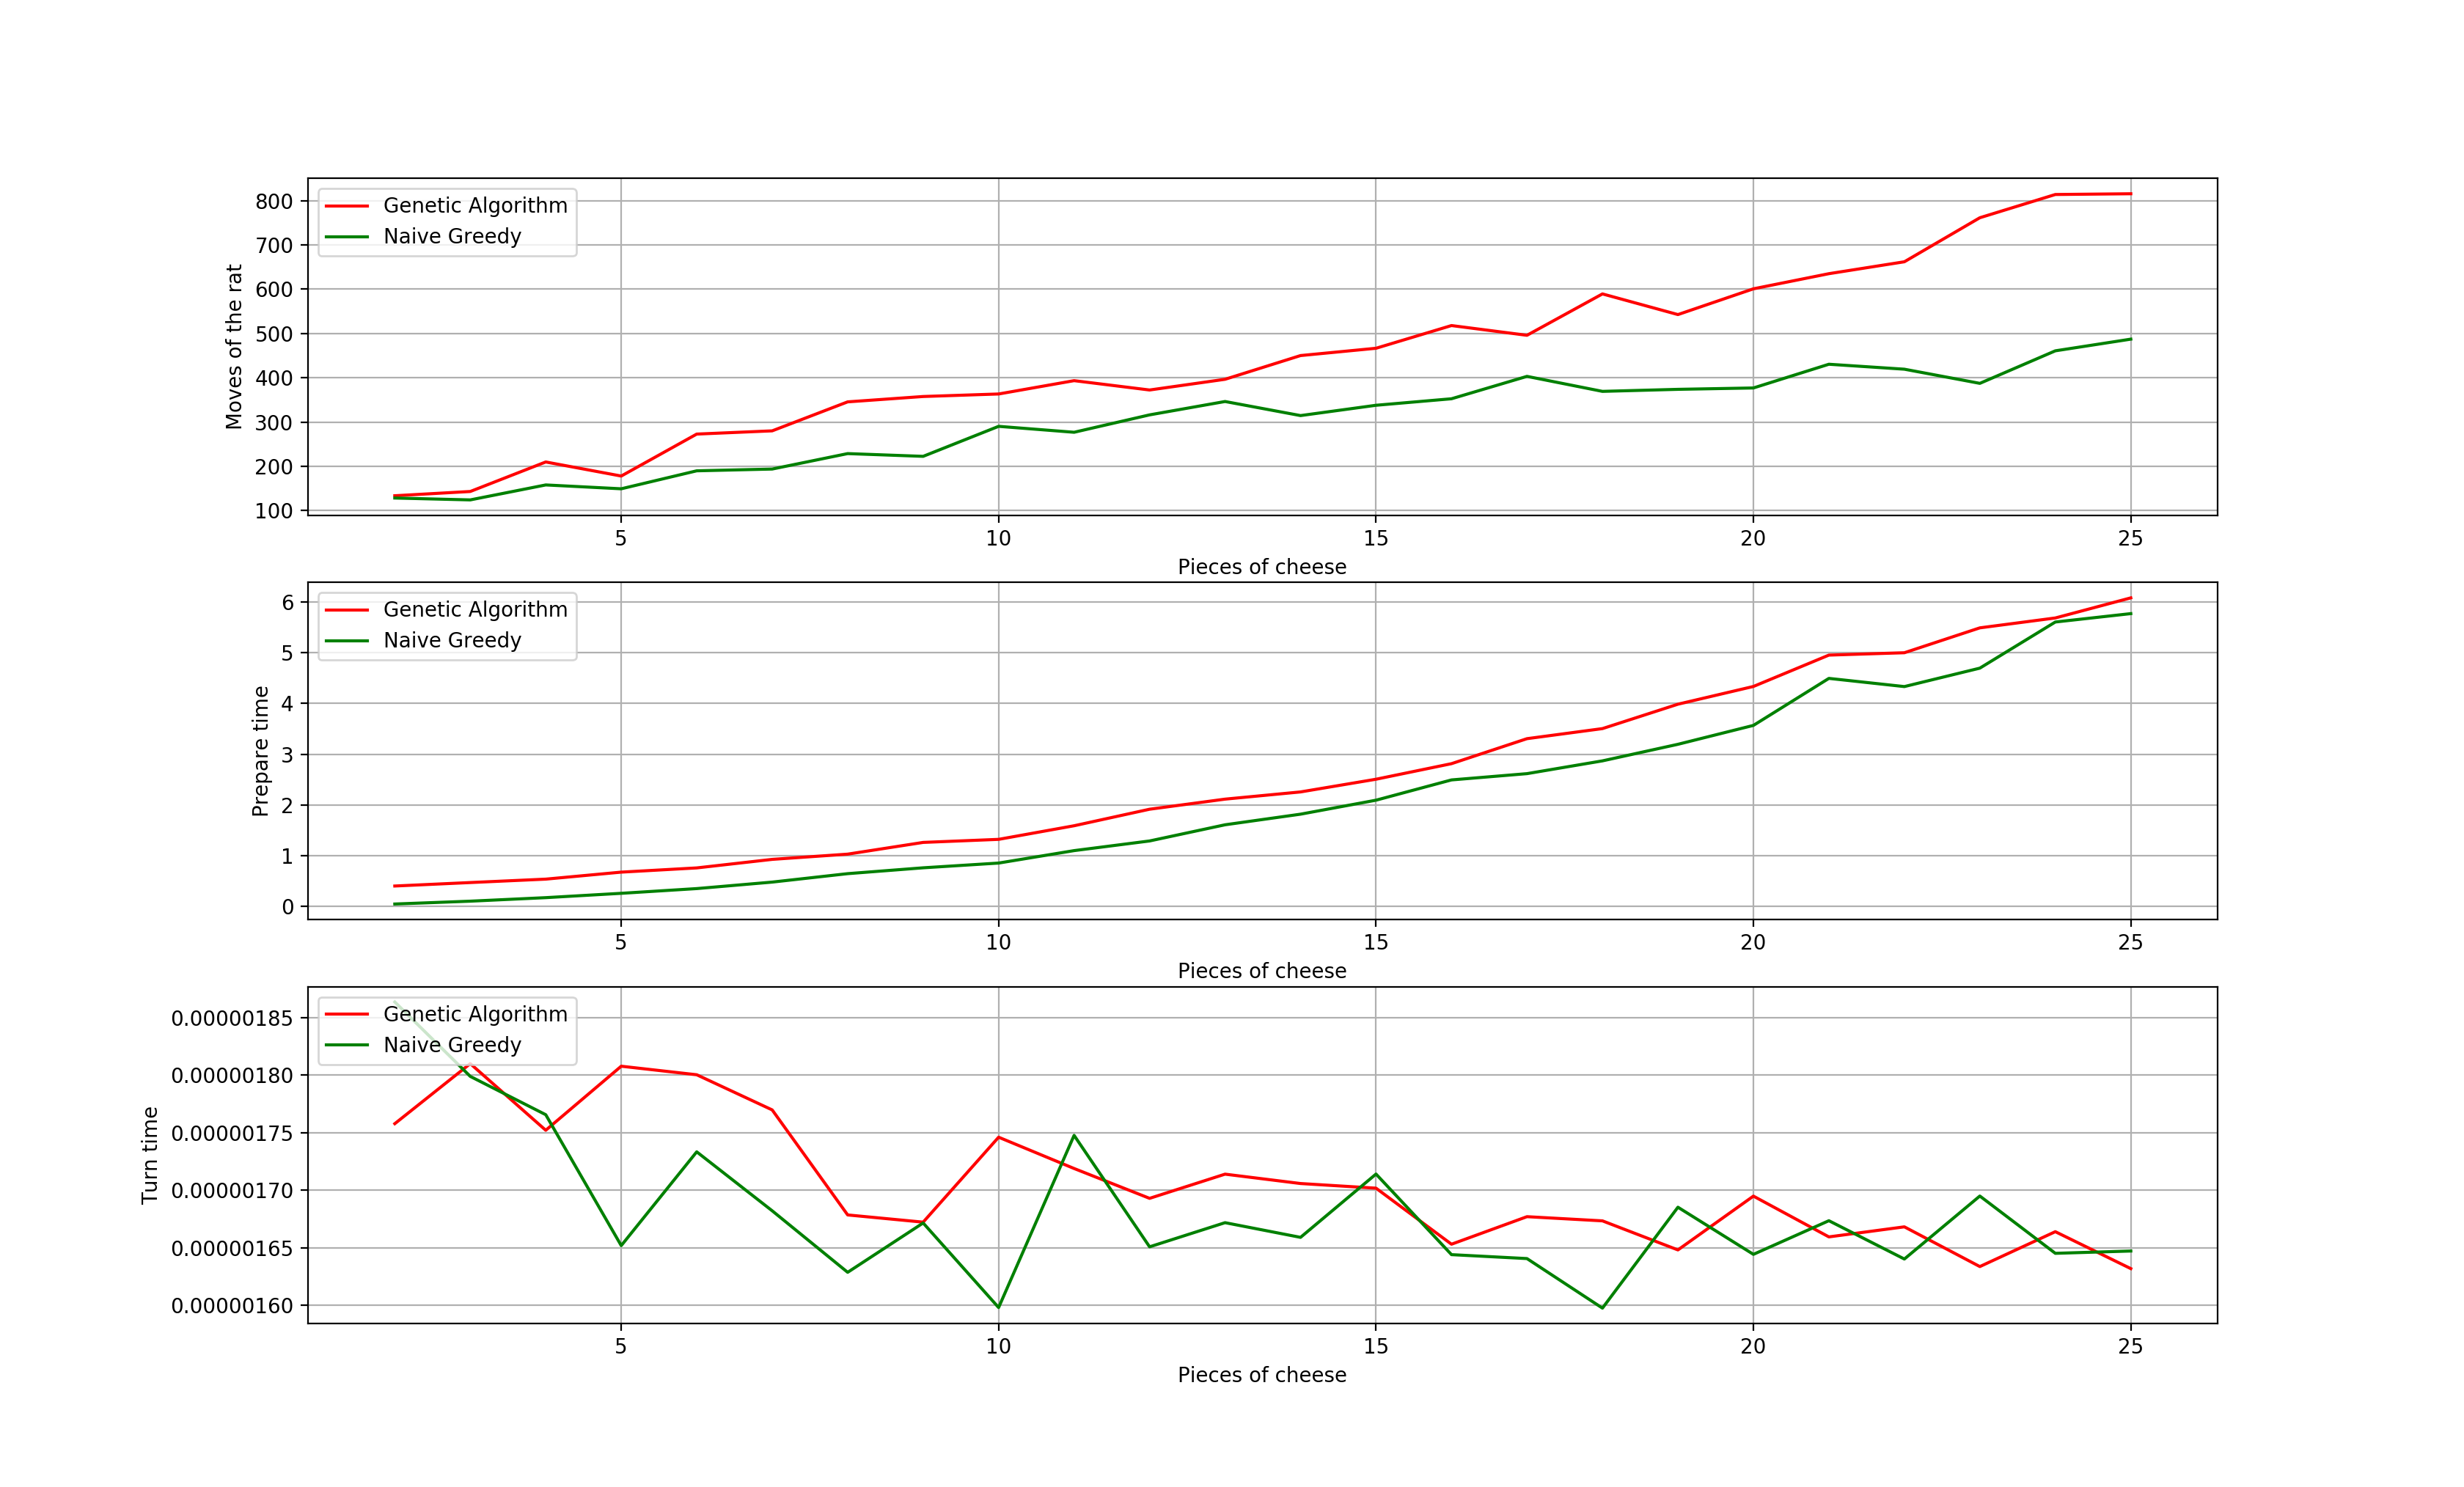 Genetic Algorithm
Naive Greedy
Moves of the rat
800
700
600
500
400
300
200
100
5 10 15 20 25
Pieces of cheese
Genetic Algorithm
Naive Greedy
Prepare time
6
5
4
3
2
1
0
5 10 15 20 25
Pieces of cheese
Genetic Algorithm
Naive Greedy
Turn time
0.00000185
0.00000180
0.00000175
0.00000170
0.00000165
0.00000160
5 10 15 20 25
Pieces of cheese